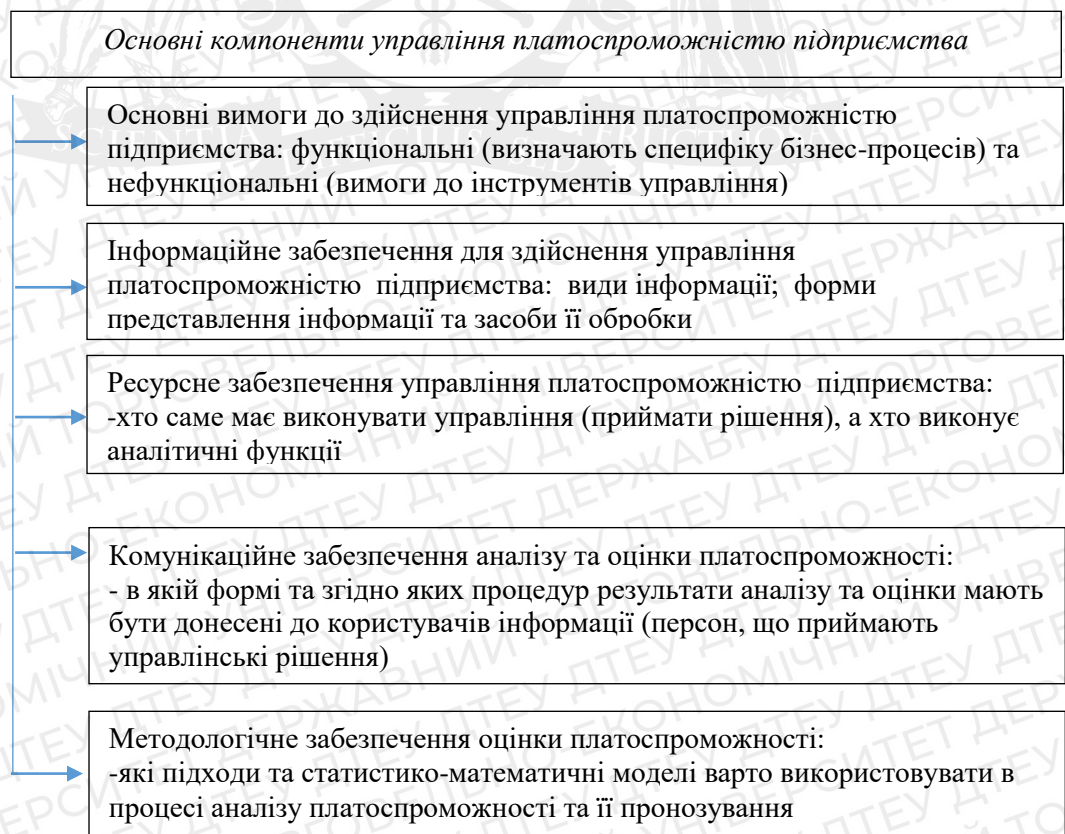 Основні компоненти управління платоспроможністю підприємства
Основні вимоги до здійснення управління платоспроможністю
підприємства: функціональні (визначають специфіку бізнес-процесів) та
нефункціональні (вимоги до інструментів управління)
Інформаційне забезпечення для здійснення управління
платоспроможністю підприємства: види інформації; форми
представлення інформації та засоби її обробки
Ресурсне забезпечення управління платоспроможністю підприємства:
-хто саме має виконувати управління (приймати рішення), а хто виконує
аналітичні функції
Комунікаційне забезпечення аналізу та оцінки платоспроможності:
- в якій формі та згідно яких процедур результати аналізу та оцінки мають
бути донесені до користувачів інформації (персон, що приймають
управлінські рішення)
Методологічне забезпечення оцінки платоспроможності:
-які підходи та статистико-математичні моделі варто використовувати в
процесі аналізу платоспроможності та її пронозування